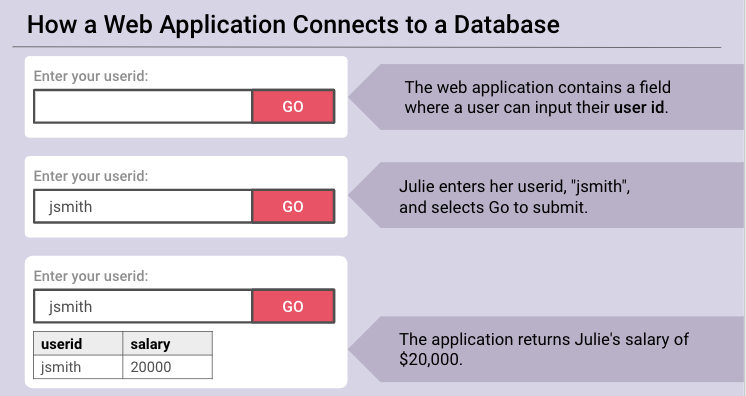 How a Web Application Connects to a Database
Enter your userid:
GO
The web application contains a field
where a user can input their user id.
Enter your userid:
jsmith GO
Julie enters her userid, "jsmith",
and selects Go to submit.
Enter your userid:
jsmith GO
userid salary
jsmith 20000
The application returns Julie's salary of
$20,000.